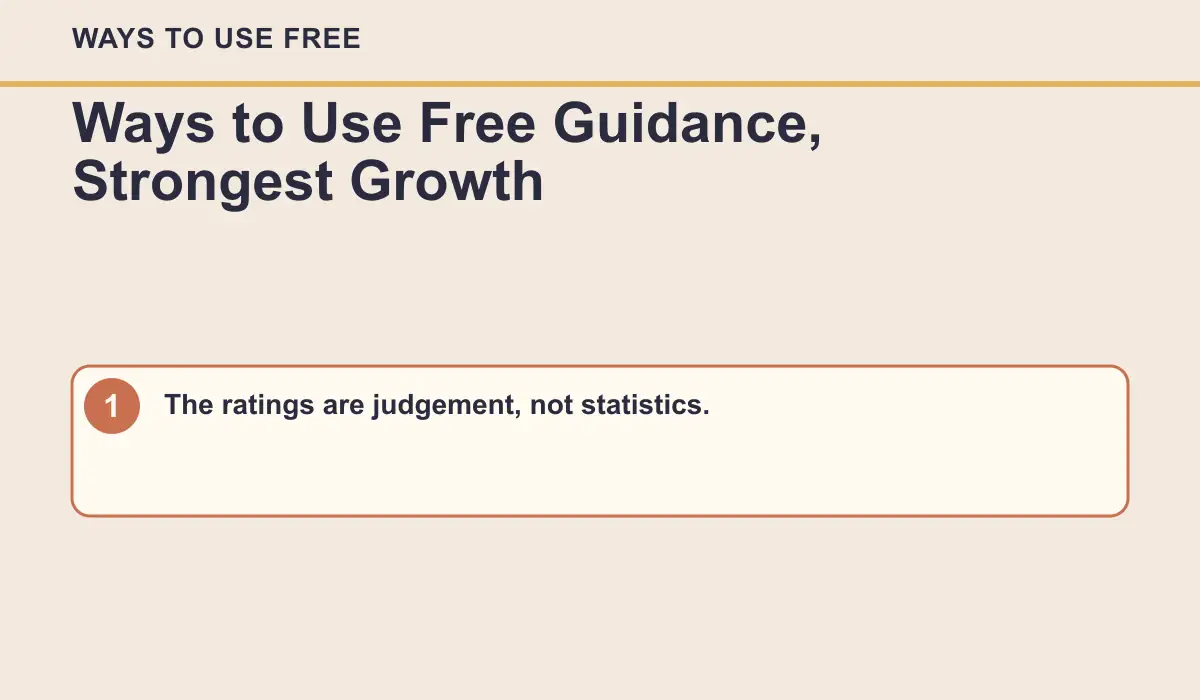 WAYS TO USE FREE
Ways to Use Free Guidance,
Strongest Growth
1
The ratings are judgement, not statistics.